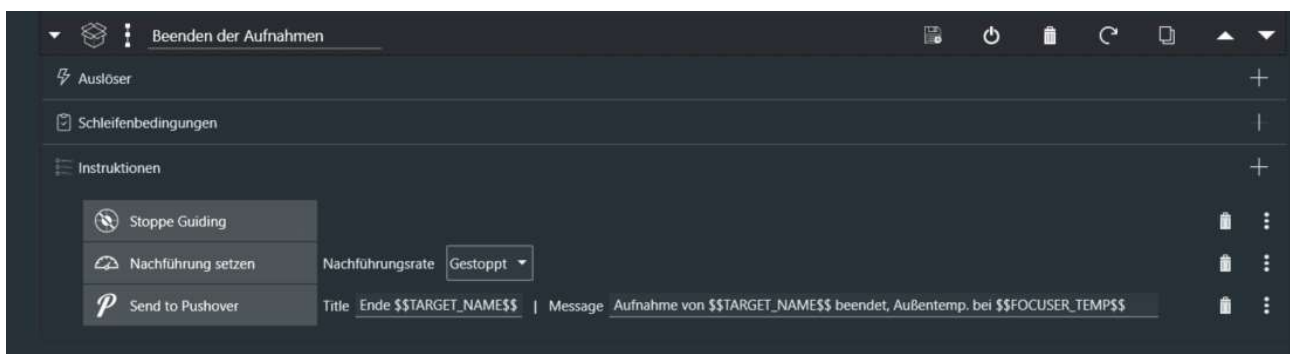 Beenden der Aufnahmen
Auslöser
Schleifenbedingungen
Instruktionen
Stoppe Guiding
Nachführung setzen Nachführungsrate Gestoppt
Send to Pushover Title Ende $$TARGET_NAME$$ | Message Aufnahme von $$TARGET_NAME$$ beendet, Außentemp. bei $$FOCUSER_TEMP$$